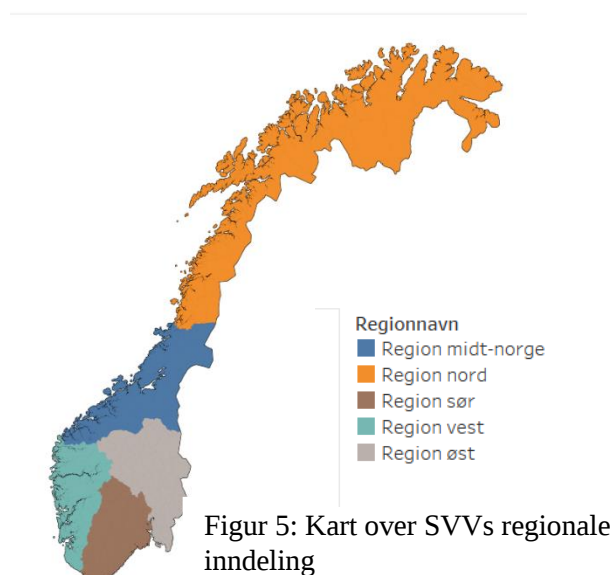 Regionnavn
Region midt-norge
Region nord
Region sør
Region vest
Region øst
Figur 5: Kart over SVVs regionale
inndeling